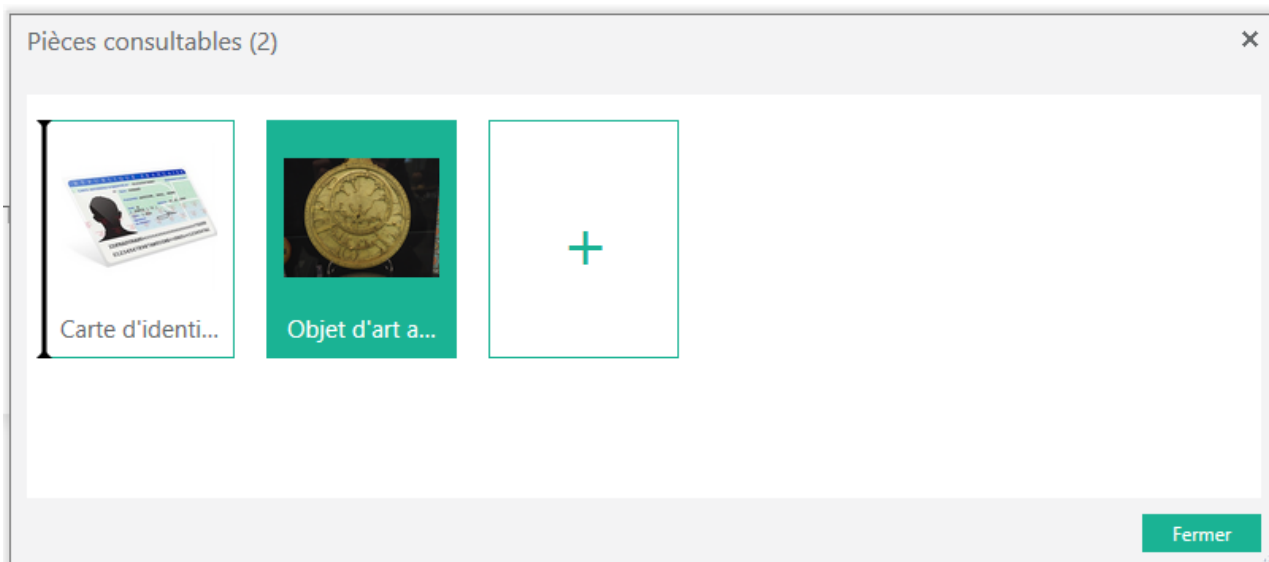 Pièces consultables (2)
Carte d'identi...
Objet d'art a...
Fermer